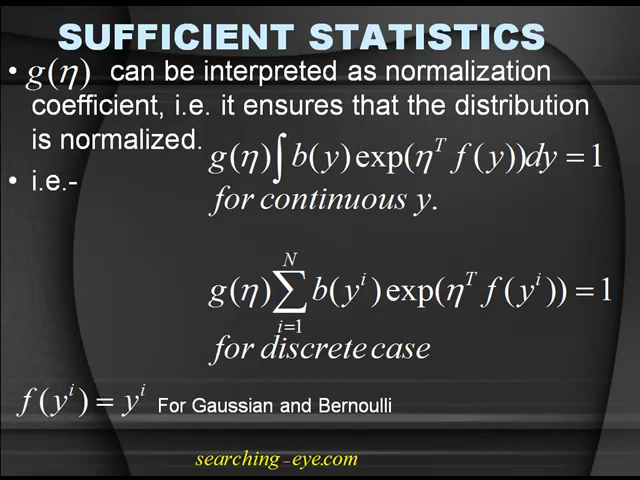 SUFFICIENT STATISTICS
• g(η) can be interpreted as normalization
coefficient, i.e. it ensures that the distribution
is normalized.
g(η)∫b(y)exp(η^T f(y))dy = 1
• i.e.-
for continuous y.
g(η)∑_{i=1}^{N} b(y^i)exp(η^T f(y^i)) = 1
for discrete case
f(y^i) = y^i For Gaussian and Bernoulli
searching-eye.com